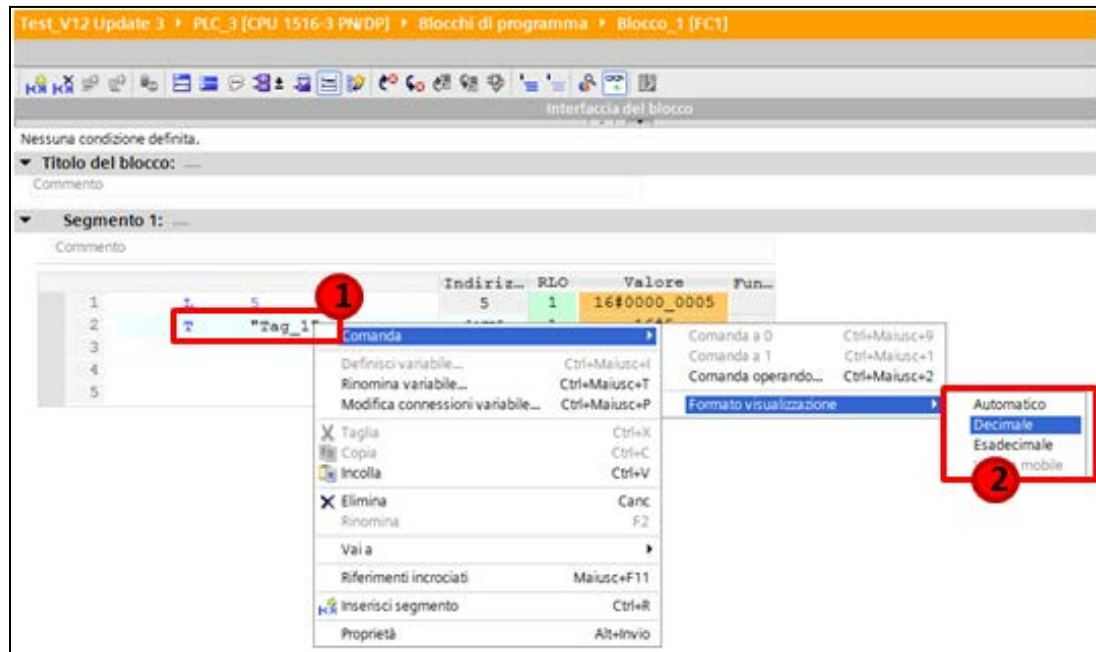 Test_V12 Update 3 ▸ PLC_3 [CPU 1516-3 PN/DP] ▸ Blocchi di programma ▸ Blocco_1 [FC1]
Interfaccia del blocco
Nessuna condizione definita.
Titolo del blocco:
Commento
Segmento 1:
Commento
Indiriz... RLO Valore Fun...
1 L 5 5 1 16#0000_0005
2 T "Tag_1" 1
3
4
5
1
Comanda
Definisci variabile... Ctrl+Maiusc+I
Rinomina variabile... Ctrl+Maiusc+T
Modifica connessioni variabile... Ctrl+Maiusc+P
Taglia Ctrl+X
Copia Ctrl+C
Incolla Ctrl+V
Elimina Canc
Rinomina F2
Vai a
Riferimenti incrociati Maiusc+F11
Inserisci segmento Ctrl+R
Proprietà Alt+Invio
Comanda a 0 Ctrl+Maiusc+9
Comanda a 1 Ctrl+Maiusc+1
Comanda operando... Ctrl+Maiusc+2
Formato visualizzazione
Automatico
Decimale
Esadecimale
mobile
2